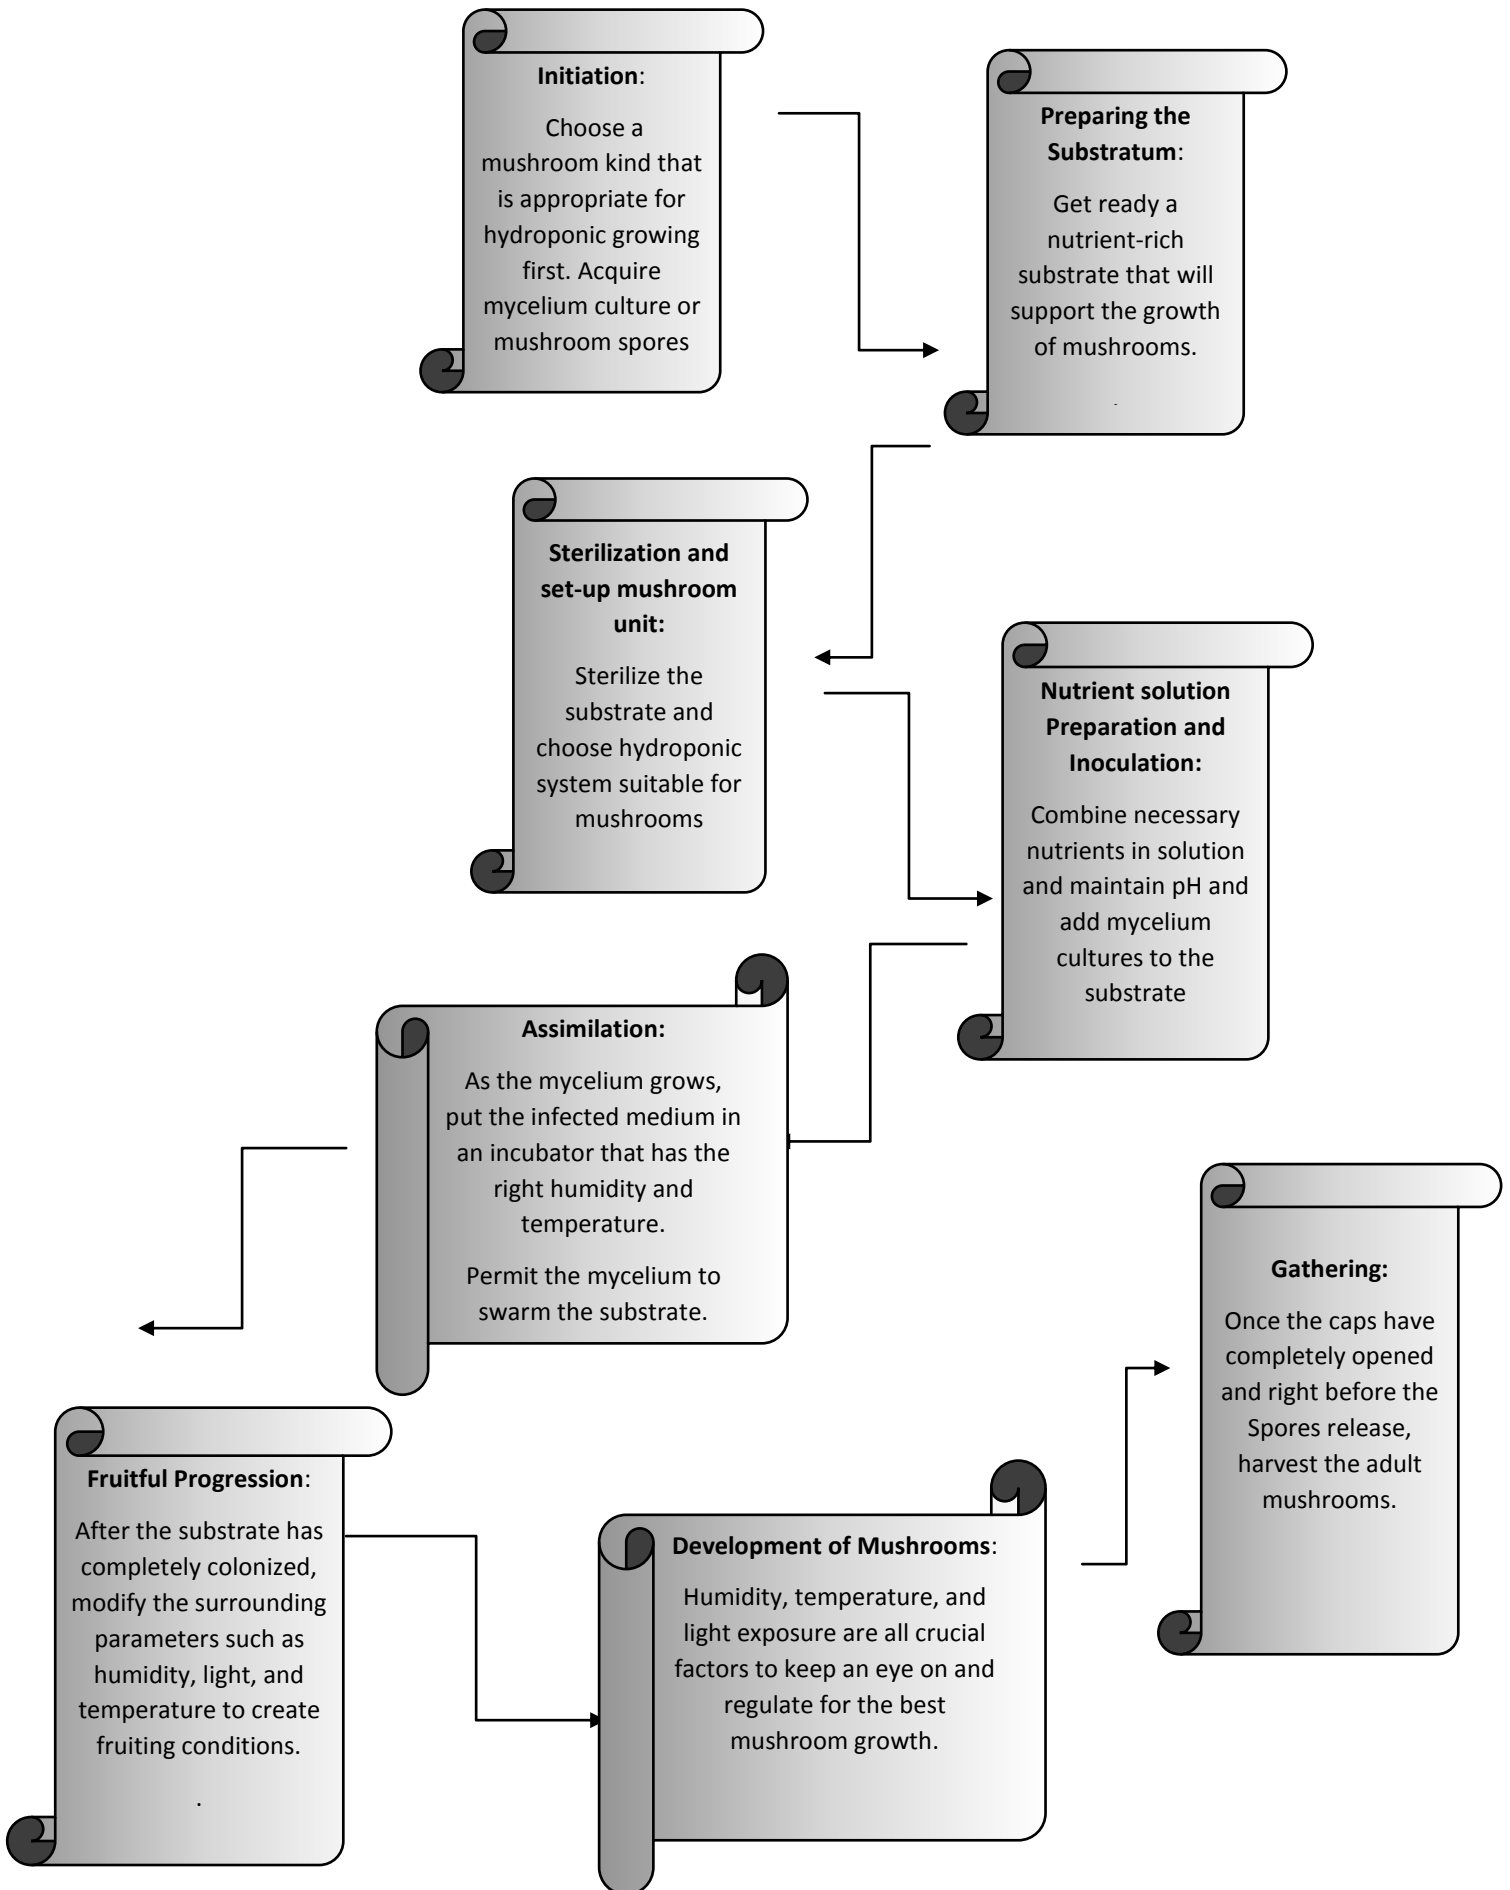 Initiation:
Choose a
mushroom kind that
is appropriate for
hydroponic growing
first. Acquire
mycelium culture or
mushroom spores
Preparing the
Substratum:
Get ready a
nutrient-rich
substrate that will
support the growth
of mushrooms.
.
Sterilization and
set-up mushroom
unit:
Sterilize the
substrate and
choose hydroponic
system suitable for
mushrooms
Nutrient solution
Preparation and
Inoculation:
Combine necessary
nutrients in solution
and maintain pH and
add mycelium
cultures to the
substrate
Assimilation:
As the mycelium grows,
put the infected medium in
an incubator that has the
right humidity and
temperature.
Permit the mycelium to
swarm the substrate.
Fruitful Progression:
After the substrate has
completely colonized,
modify the surrounding
parameters such as
humidity, light, and
temperature to create
fruiting conditions.
.
Development of Mushrooms:
Humidity, temperature, and
light exposure are all crucial
factors to keep an eye on and
regulate for the best
mushroom growth.
Gathering:
Once the caps have
completely opened
and right before the
Spores release,
harvest the adult
mushrooms.